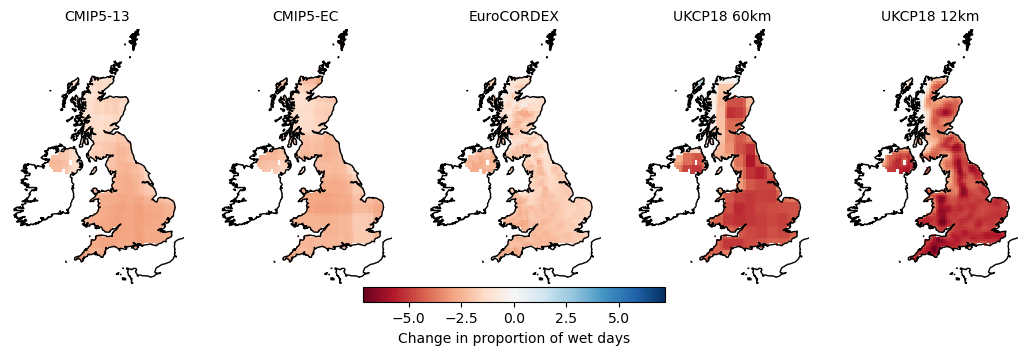 CMIP5-13 CMIP5-EC EuroCORDEX UKCP18 60km UKCP18 12km
−5.0 −2.5 0.0 2.5 5.0
Change in proportion of wet days